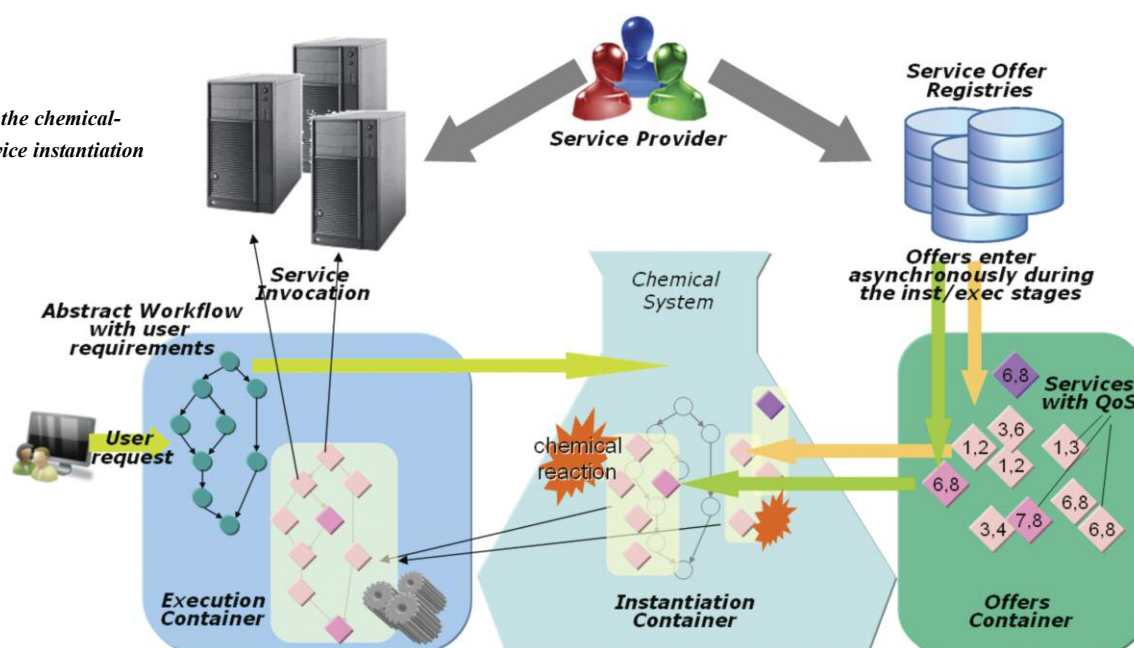 the chemical-
vice instantiation
Service Provider
Service Offer
Registries
Service
Invocation
Chemical
System
Offers enter
asynchronously during
the inst/exec stages
Abstract Workflow
with user
requirements
User
request
chemical
reaction
6,8
Services
with QoS
3,6
1,2
1,3
1,2
6,8
6,8
3,4
7,8
6,8
Execution
Container
Instantiation
Container
Offers
Container